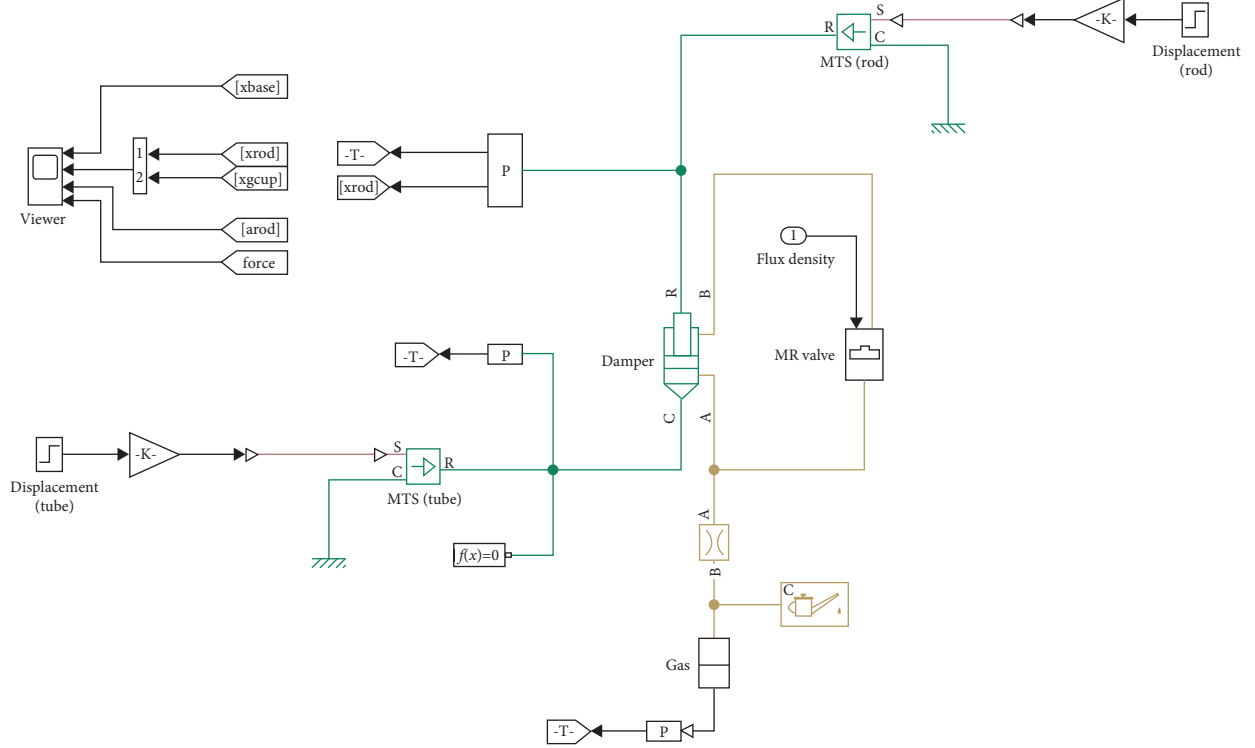 S
-K-
R
C
MTS (rod)
Displacement
(rod)
[xbase]
1
[xrod]
2
[xgcup]
Viewer
[arod]
force
-T-
P
[xrod]
1
Flux density
R
B
MR valve
Damper
-T-
P
C
A
-K-
S
C
R
Displacement
(tube)
MTS (tube)
f(x)=0
A
B
C
Gas
-T-
P